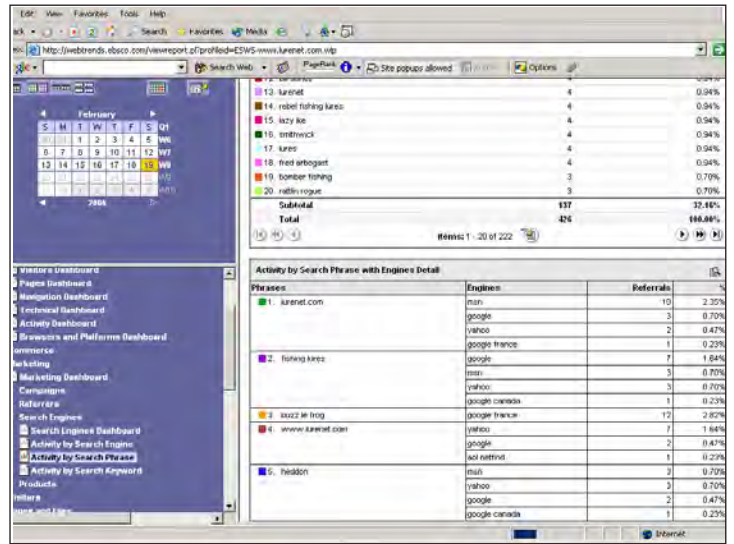 Edit View Favorites Tools Help
Search Favorites Media
http://webtrends.ebsco.com/viewreport.pl?profileid=ESWS-www.lurenet.com.wlp
Search Web PageRank Site popups allowed Options
February
S M T W T F S Q1
1 2 3 4 5 W6
6 7 8 9 10 11 12 W7
13 14 15 16 17 18 19 W8
13. lurenet 4 0.94%
14. rebel fishing lures 4 0.94%
15. lazy ike 4 0.94%
16. smithwick 4 0.94%
17. lures 4 0.94%
18. fred arbogast 4 0.94%
19. bomber fishing 3 0.70%
20. rattlin rogue 3 0.70%
Subtotal 137 32.16%
Total 426 100.00%
Items: 1 - 20 of 222
Visitors Dashboard
Pages Dashboard
Navigation Dashboard
Technical Dashboard
Activity Dashboard
Browsers and Platforms Dashboard
Marketing Dashboard
Campaigns
Referrers
Search Engines
Search Engines Dashboard
Activity by Search Engine
Activity by Search Phrase
Activity by Search Keyword
Products
Activity by Search Phrase with Engines Detail
Phrases Engines Referrals %
1. lurenet.com msn 10 2.35%
google 3 0.70%
yahoo 2 0.47%
google france 1 0.23%
2. fishing lures google 7 1.64%
msn 3 0.70%
yahoo 3 0.70%
google canada 1 0.23%
3. buzz le frog google france 12 2.82%
4. www.lurenet.com yahoo 7 1.64%
google 2 0.47%
aol netfind 1 0.23%
5. heddon msn 3 0.70%
yahoo 3 0.70%
google 2 0.47%
google canada 1 0.23%
Internet